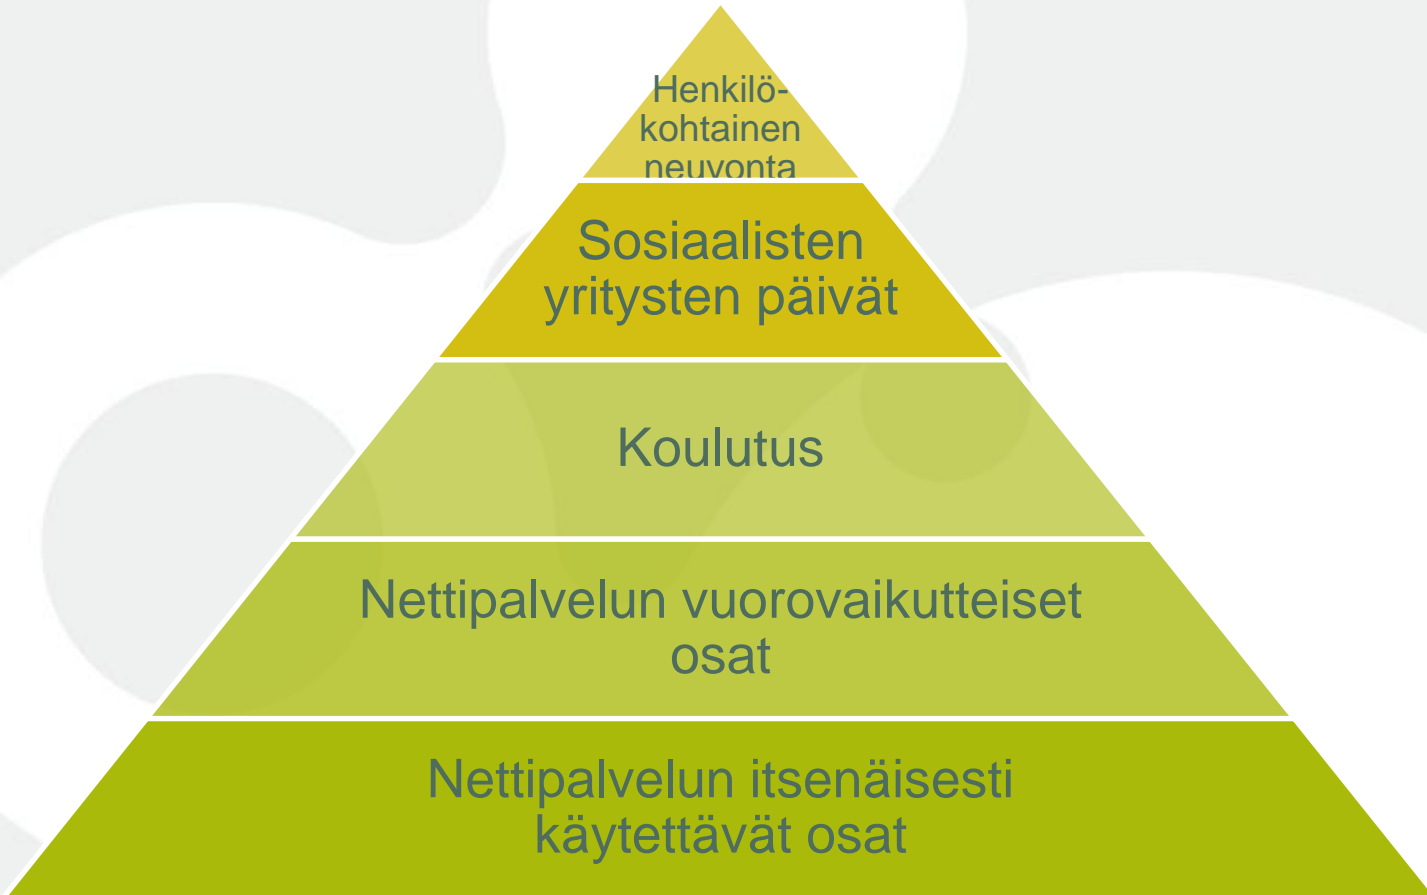 Henkilö-
kohtainen
neuvonta
Sosiaalisten
yritysten päivät
Koulutus
Nettipalvelun vuorovaikutteiset
osat
Nettipalvelun itsenäisesti
käytettävät osat